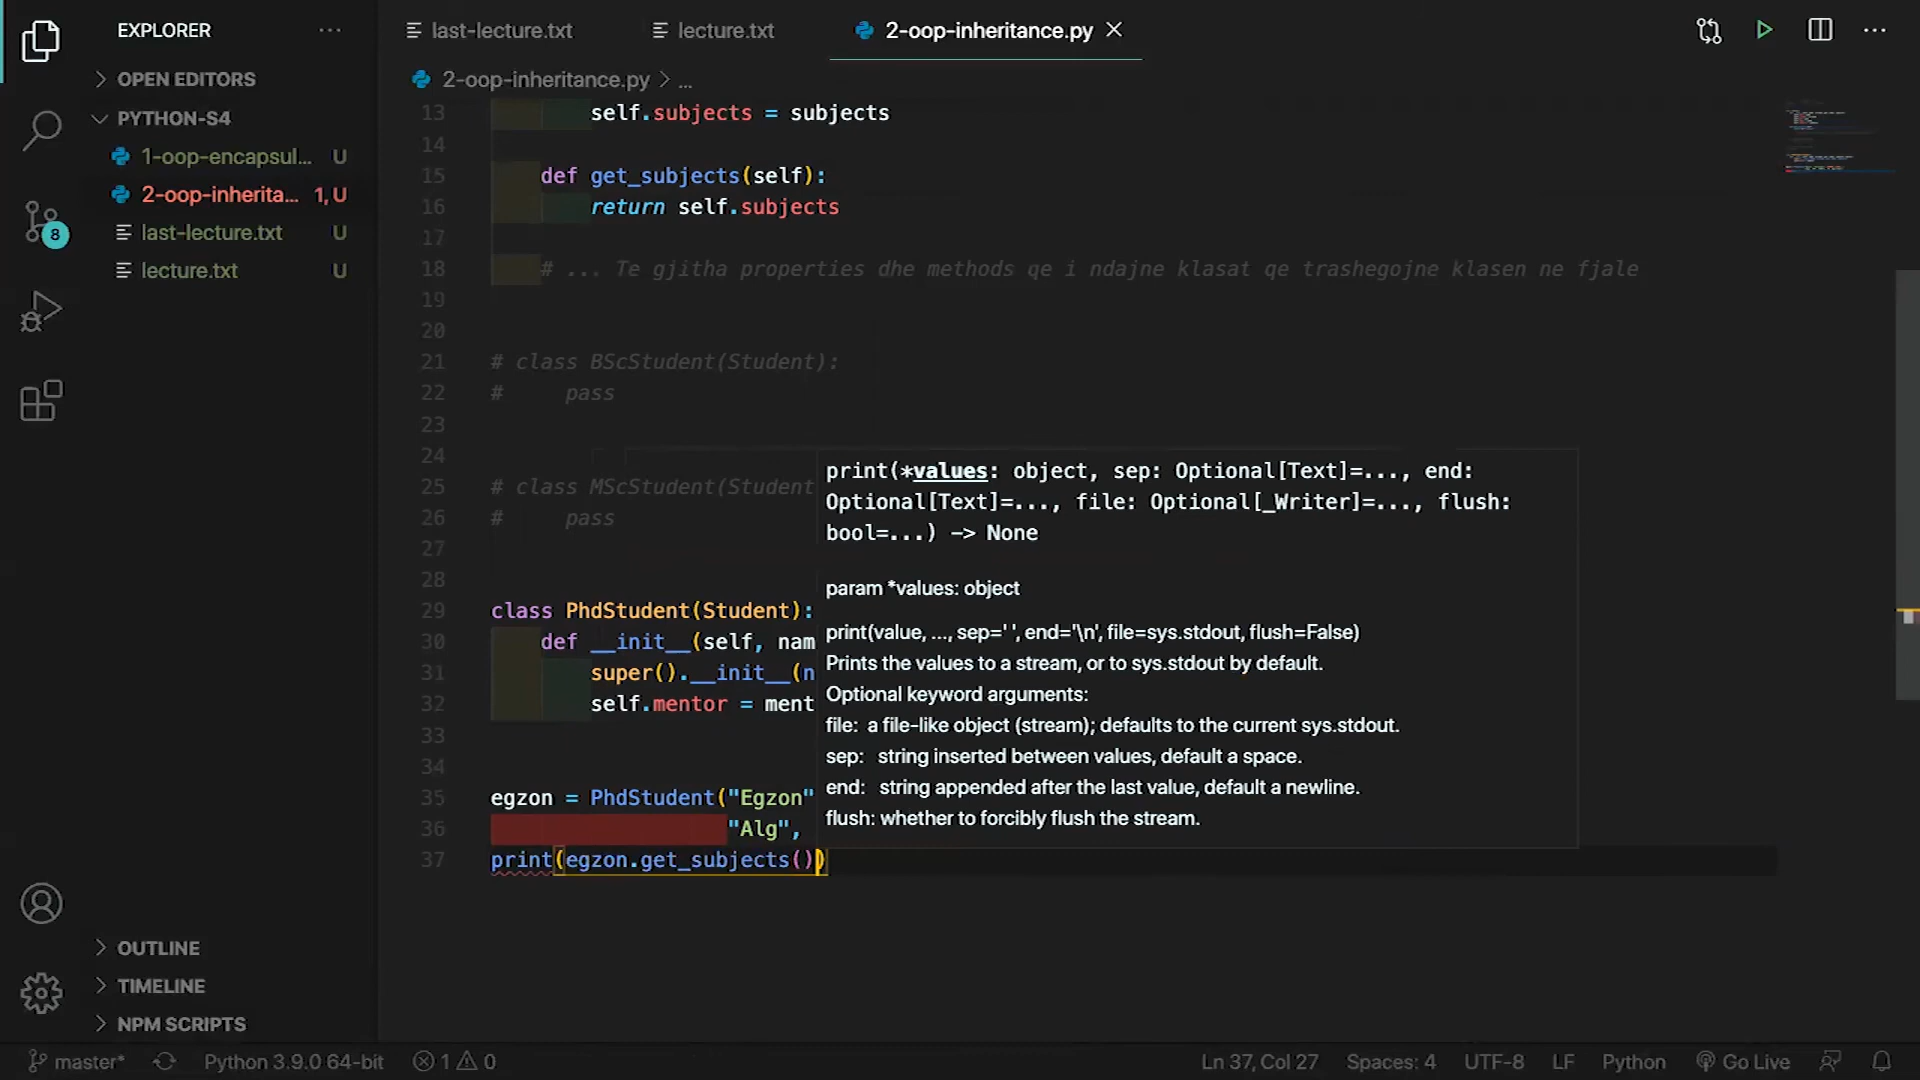 EXPLORER
last-lecture.txt
lecture.txt
2-oop-inheritance.py
OPEN EDITORS
2-oop-inheritance.py > ...
PYTHON-S4
1-oop-encapsul... U
2-oop-inherita... 1, U
last-lecture.txt U
lecture.txt U
8
13 self.subjects = subjects
14
15 def get_subjects(self):
16 return self.subjects
17
18 # ... Te gjitha properties dhe methods qe i ndajne klasat qe trashegojne klasen ne fjale
19
20
21 # class BScStudent(Student):
22 # pass
23
24
25 # class MScStudent(Student
26 # pass
27
28
29 class PhdStudent(Student):
30 def __init__(self, nam
31 super().__init__(n
32 self.mentor = ment
33
34
35 egzon = PhdStudent("Egzon"
36 "Alg",
37 print(egzon.get_subjects())
print(*values: object, sep: Optional[Text]=..., end:
Optional[Text]=..., file: Optional[_Writer]=..., flush:
bool=...) -> None
param *values: object
print(value, ..., sep=' ', end='\n', file=sys.stdout, flush=False)
Prints the values to a stream, or to sys.stdout by default.
Optional keyword arguments:
file: a file-like object (stream); defaults to the current sys.stdout.
sep: string inserted between values, default a space.
end: string appended after the last value, default a newline.
flush: whether to forcibly flush the stream.
OUTLINE
TIMELINE
NPM SCRIPTS
master* Python 3.9.0 64-bit 1 0 Ln 37, Col 27 Spaces: 4 UTF-8 LF Python Go Live